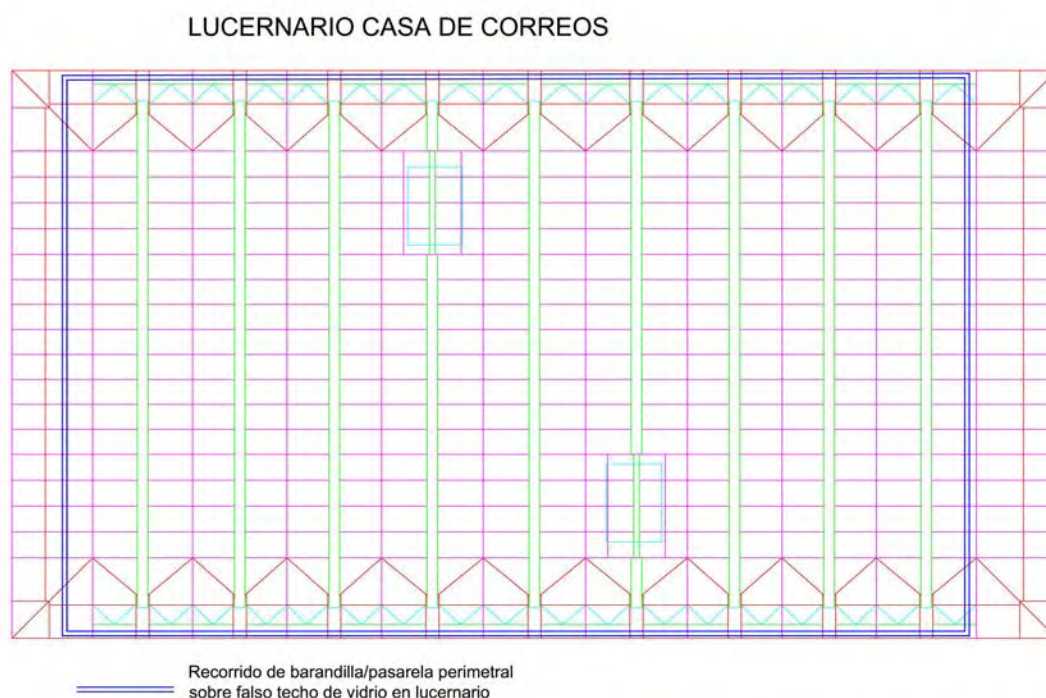 LUCERNARIO CASA DE CORREOS
Recorrido de barandilla/pasarela perimetral
sobre falso techo de vidrio en lucernario